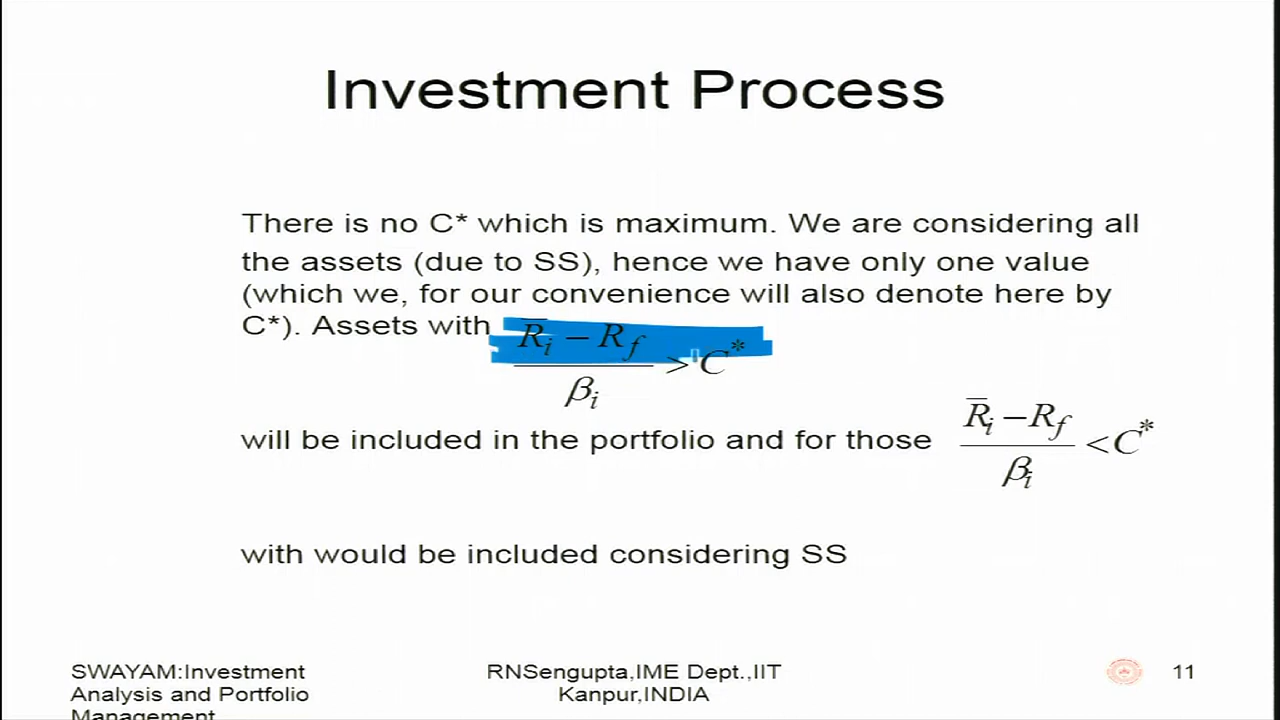 Investment Process
There is no C* which is maximum. We are considering all
the assets (due to SS), hence we have only one value
(which we, for our convenience will also denote here by
C*). Assets with
R̄ᵢ − R_f / βᵢ > C*
will be included in the portfolio and for those R̄ᵢ − R_f / βᵢ < C*
with would be included considering SS
SWAYAM:Investment
Analysis and Portfolio
Management
RNSengupta,IME Dept.,IIT
Kanpur,INDIA
11